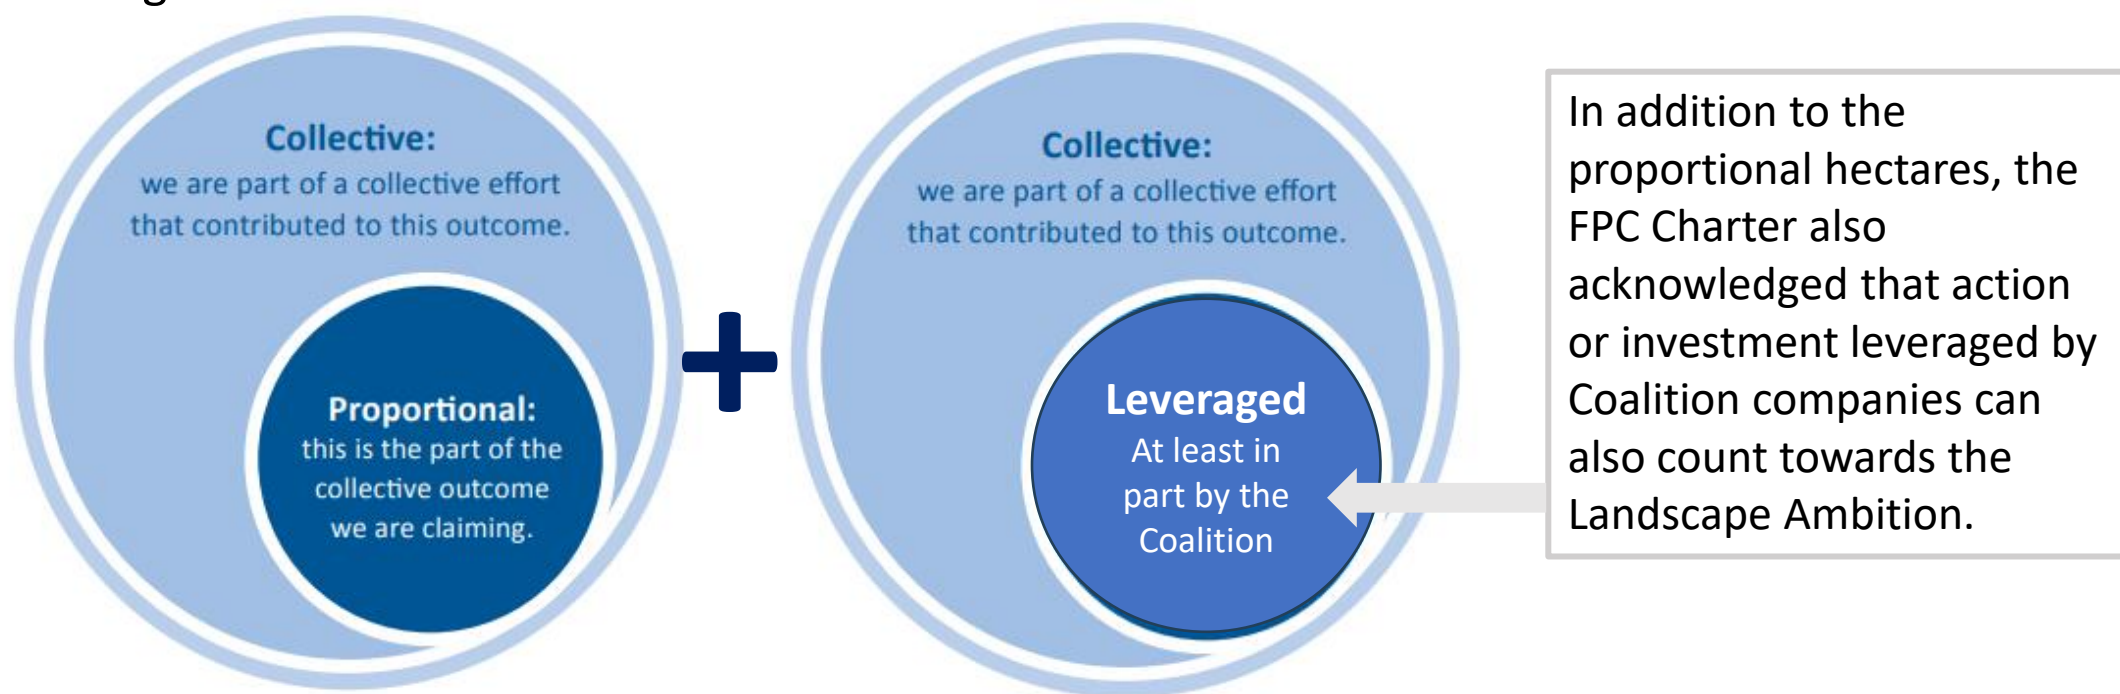 Collective:
we are part of a collective effort
that contributed to this outcome.
Proportional:
this is the part of the
collective outcome
we are claiming.
+
Collective:
we are part of a collective effort
that contributed to this outcome.
Leveraged
At least in
part by the
Coalition
In addition to the
proportional hectares, the
FPC Charter also
acknowledged that action
or investment leveraged by
Coalition companies can
also count towards the
Landscape Ambition.